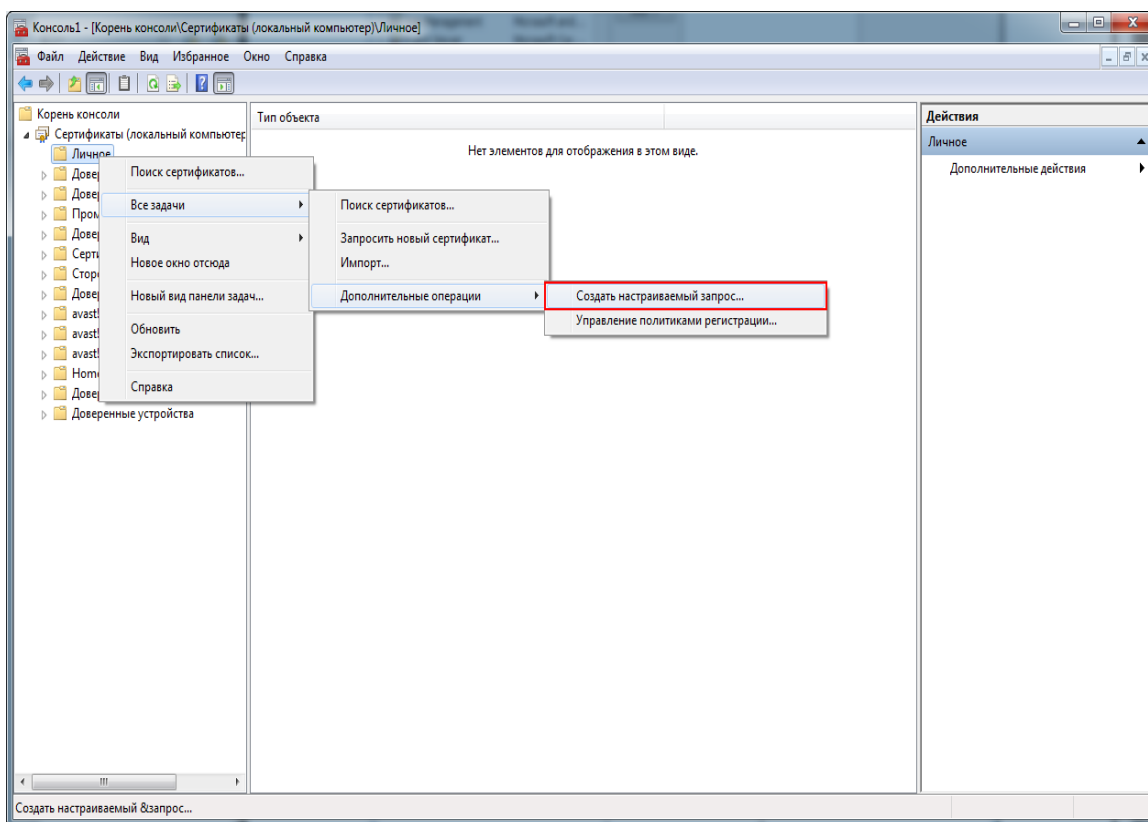 Консоль1 - [Корень консоли\Сертификаты (локальный компьютер)\Личное]
Файл Действие Вид Избранное Окно Справка
Корень консоли
Сертификаты (локальный компьютер
Личное
Дове
Дове
Пром
Дове
Серти
Сторо
Дове
avast!
avast!
avast!
Home
Дове
Доверенные устройства
Поиск сертификатов...
Все задачи
Вид
Новое окно отсюда
Новый вид панели задач...
Обновить
Экспортировать список...
Справка
Поиск сертификатов...
Запросить новый сертификат...
Импорт...
Дополнительные операции
Создать настраиваемый запрос...
Управление политиками регистрации...
Тип объекта
Нет элементов для отображения в этом виде.
Действия
Личное
Дополнительные действия
Создать настраиваемый &запрос...